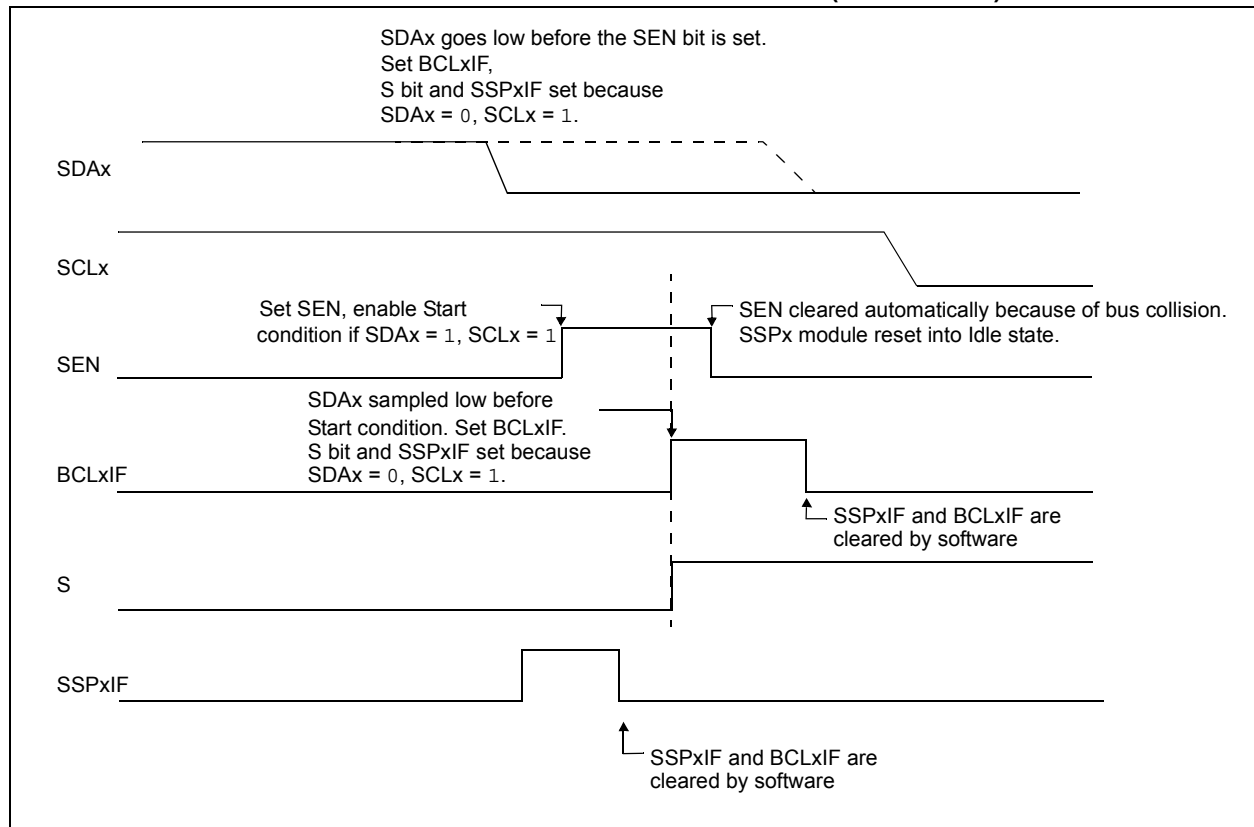 SDAx goes low before the SEN bit is set.
Set BCLxIF,
S bit and SSPxIF set because
SDAx = 0, SCLx = 1.
SDAx
SCLx
Set SEN, enable Start
condition if SDAx = 1, SCLx = 1
SEN cleared automatically because of bus collision.
SSPx module reset into Idle state.
SEN
SDAx sampled low before
Start condition. Set BCLxIF.
S bit and SSPxIF set because
SDAx = 0, SCLx = 1.
BCLxIF
SSPxIF and BCLxIF are
cleared by software
S
SSPxIF
SSPxIF and BCLxIF are
cleared by software